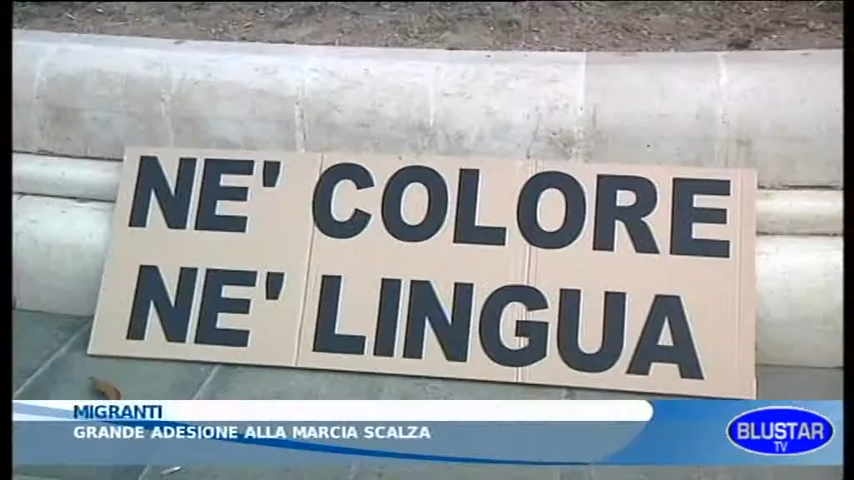 NE' COLORE
NE' LINGUA
MIGRANTI
GRANDE ADESIONE ALLA MARCIA SCALZA
BLUSTAR
TV